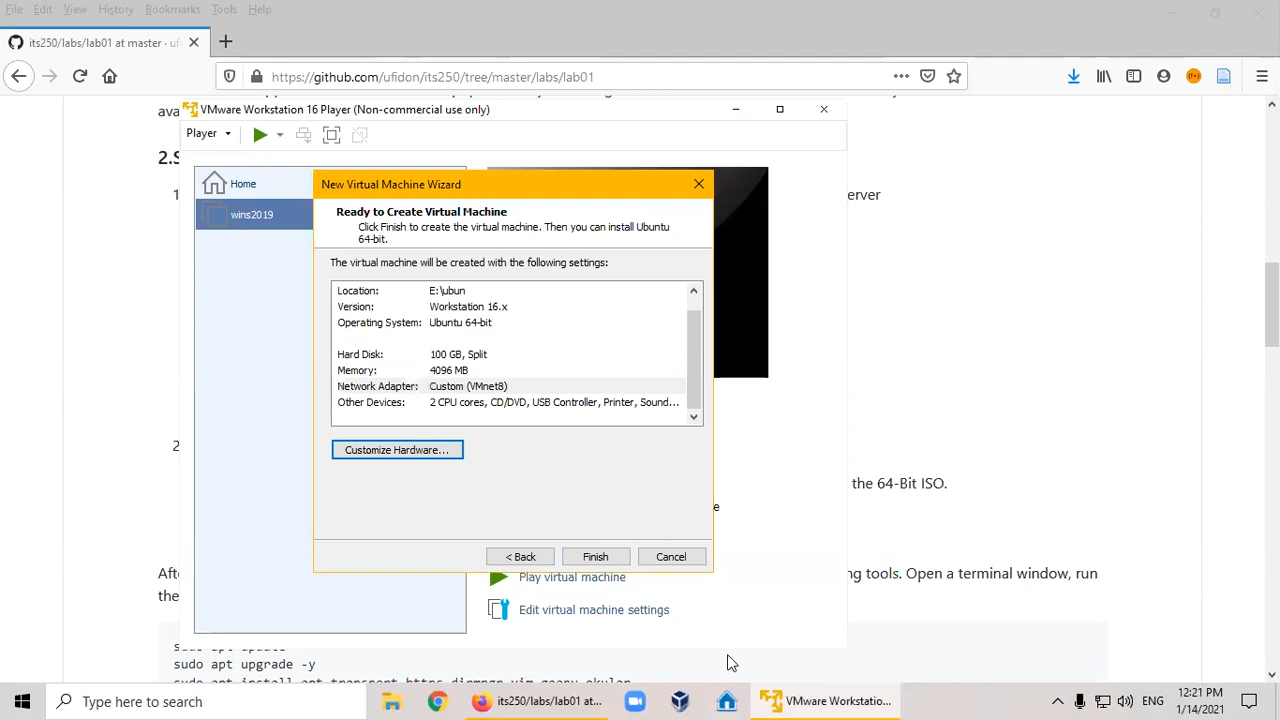 File Edit View History Bookmarks Tools Help
its250/labs/lab01 at master · ufi
https://github.com/ufidon/its250/tree/master/labs/lab01
ava
VMware Workstation 16 Player (Non-commercial use only)
Player
2.S
Home
wins2019
1
erver
New Virtual Machine Wizard
Ready to Create Virtual Machine
Click Finish to create the virtual machine. Then you can install Ubuntu
64-bit.
The virtual machine will be created with the following settings:
Location: E:\ubun
Version: Workstation 16.x
Operating System: Ubuntu 64-bit
Hard Disk: 100 GB, Split
Memory: 4096 MB
Network Adapter: Custom (VMnet8)
Other Devices: 2 CPU cores, CD/DVD, USB Controller, Printer, Sound...
Customize Hardware...
2
the 64-Bit ISO.
e
< Back Finish Cancel
Play virtual machine
Edit virtual machine settings
Afte
ng tools. Open a terminal window, run
the
sudo apt upgrade -y
Type here to search
its250/labs/lab01 at...
VMware Workstatio...
ENG
12:21 PM
1/14/2021